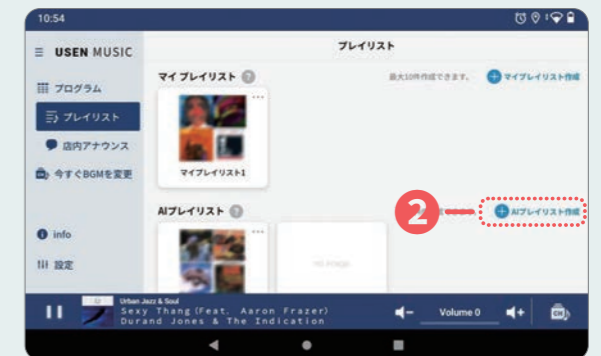 10:54
USEN MUSIC
プレイリスト
プログラム
プレイリスト
店内アナウンス
今すぐBGMを変更
info
設定
マイ プレイリスト ?
最大10件作成できます。
マイプレイリスト作成
マイプレイリスト1
AIプレイリスト ?
2
AIプレイリスト作成
no image
Urban Jazz & Soul
Sexy Thang (Feat. Aaron Frazer)
Durand Jones & The Indication
Volume 0
CH